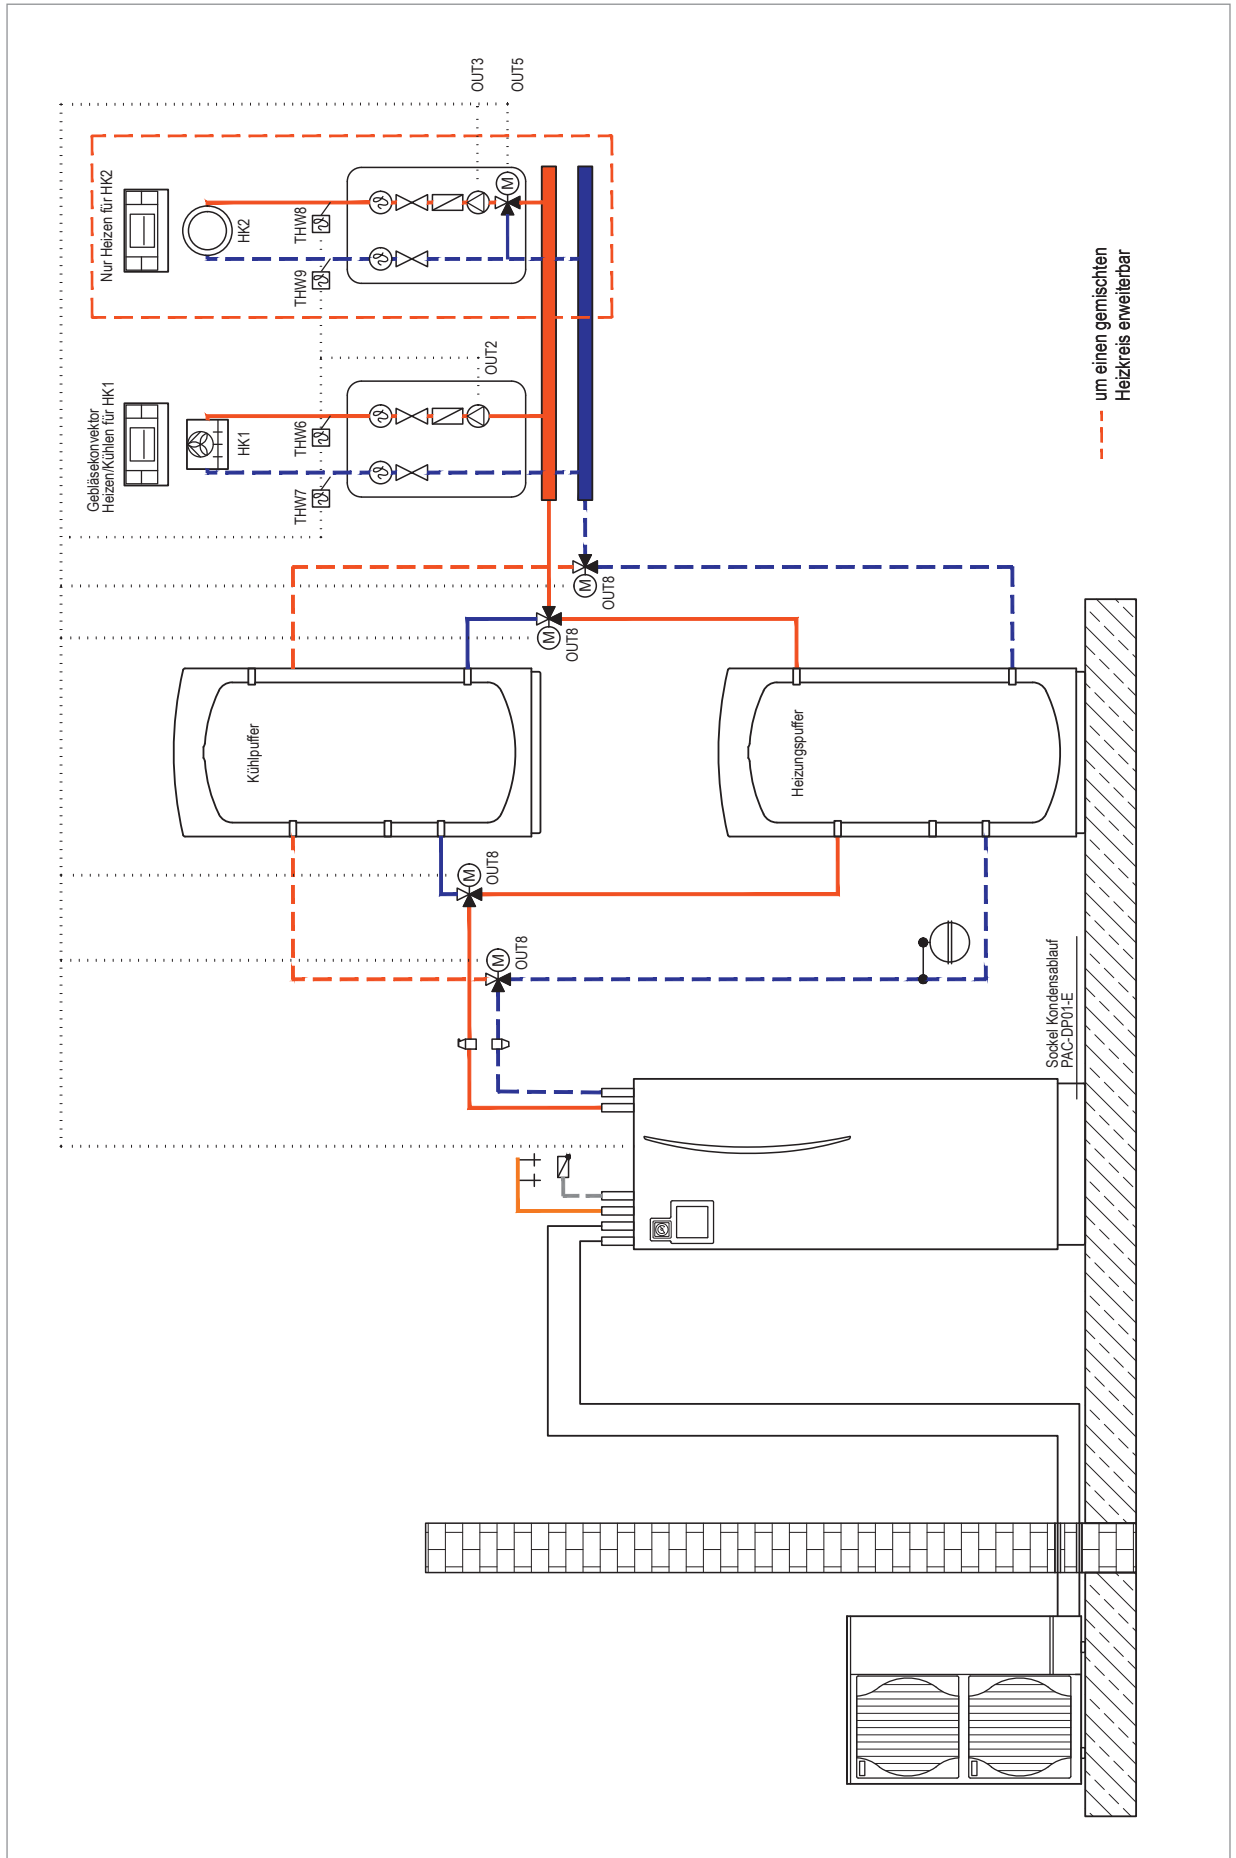 Sockel Kondensablauf
PAC-DP01-E
OUT8
OUT8
Kühlpuffer
Heizungspuffer
OUT8
OUT8
Gebläsekonvektor
Heizen/Kühlen für HK1
HK1
THW7
THW6
OUT2
Nur Heizen für HK2
HK2
THW9
THW8
OUT3
OUT5
M
M
M
M
M
um einen gemischten
Heizkreis erweiterbar